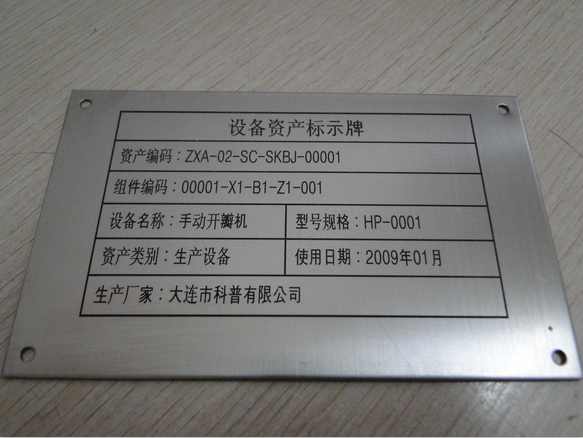 设备资产标示牌
资产编码：ZXA-02-SC-SKBJ-00001
组件编码：00001-X1-B1-Z1-001
设备名称：手动开瓣机 型号规格：HP-0001
资产类别：生产设备 使用日期：2009年01月
生产厂家：大连市科普有限公司